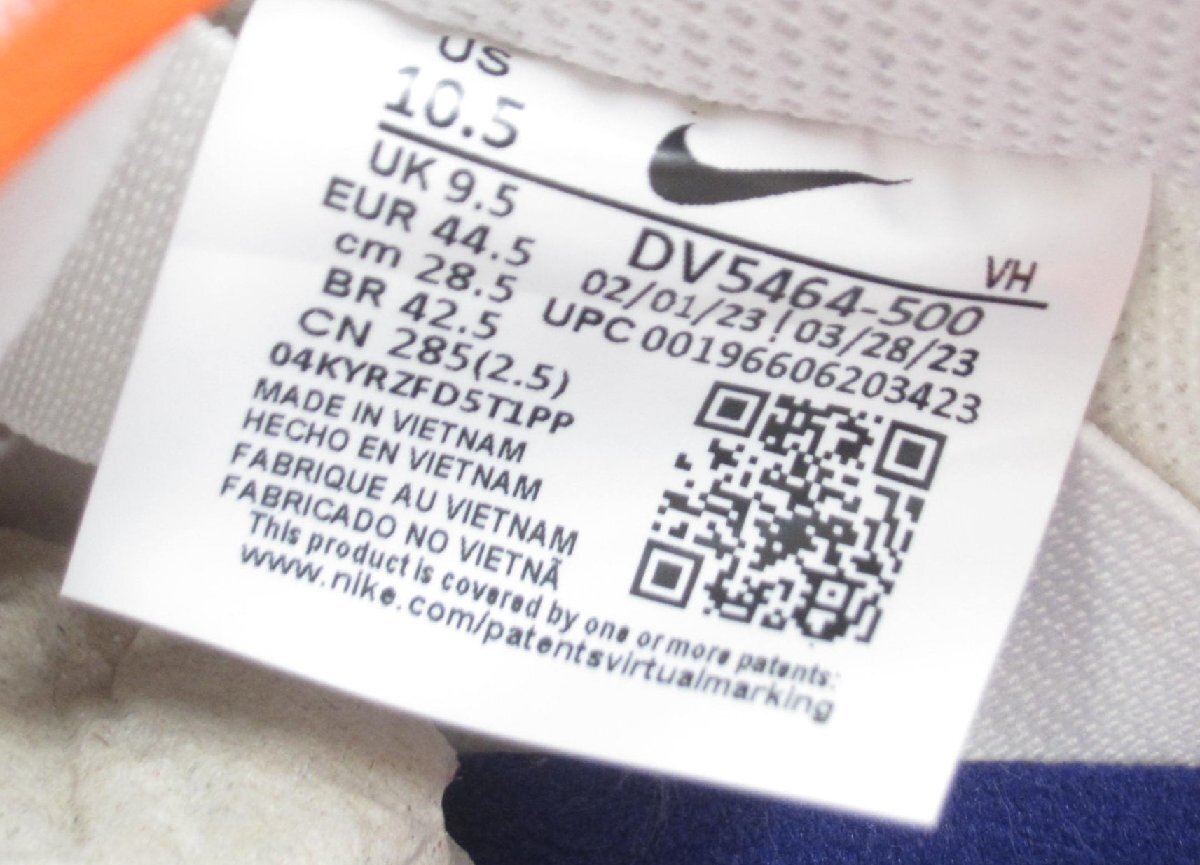 US
10.5
UK 9.5
EUR 44.5
cm 28.5
BR 42.5
CN 285(2.5)
04KYRZFD5T1PP
MADE IN VIETNAM
HECHO EN VIETNAM
FABRIQUE AU VIETNAM
FABRICADO NO VIETNÃ
This product is covered by one or more patents:
www.nike.com/patentsvirtualmarking
VH
DV5464-500
02/01/23 ! 03/28/23
UPC 00196606203423